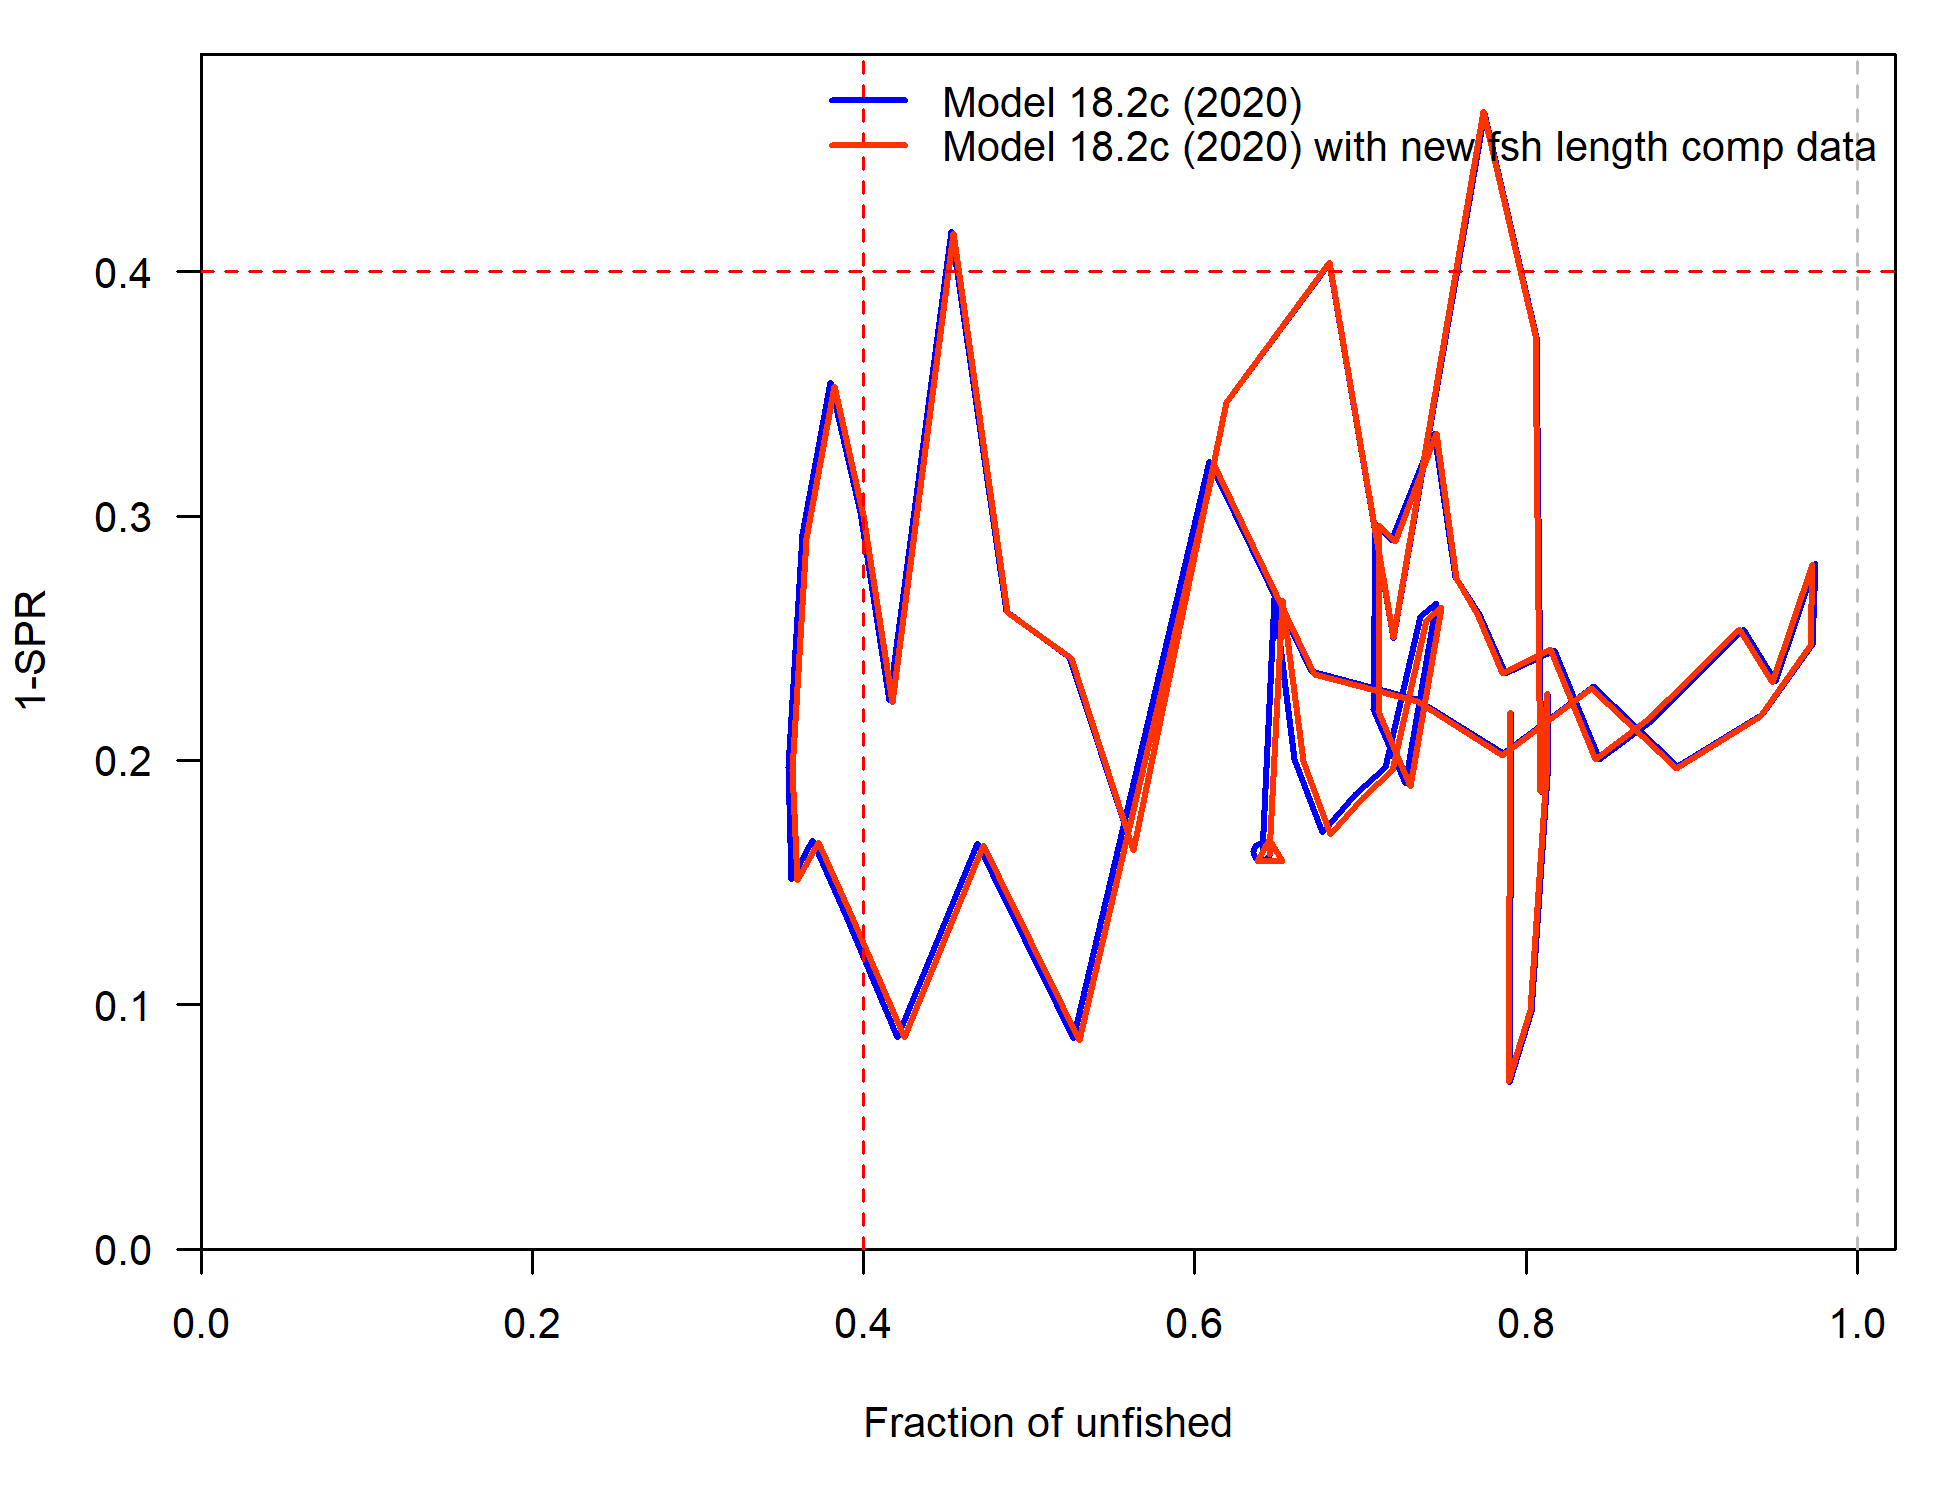 Model 18.2c (2020)
Model 18.2c (2020) with new fsh length comp data
0.4
0.3
0.2
0.1
0.0
1-SPR
0.0 0.2 0.4 0.6 0.8 1.0
Fraction of unfished